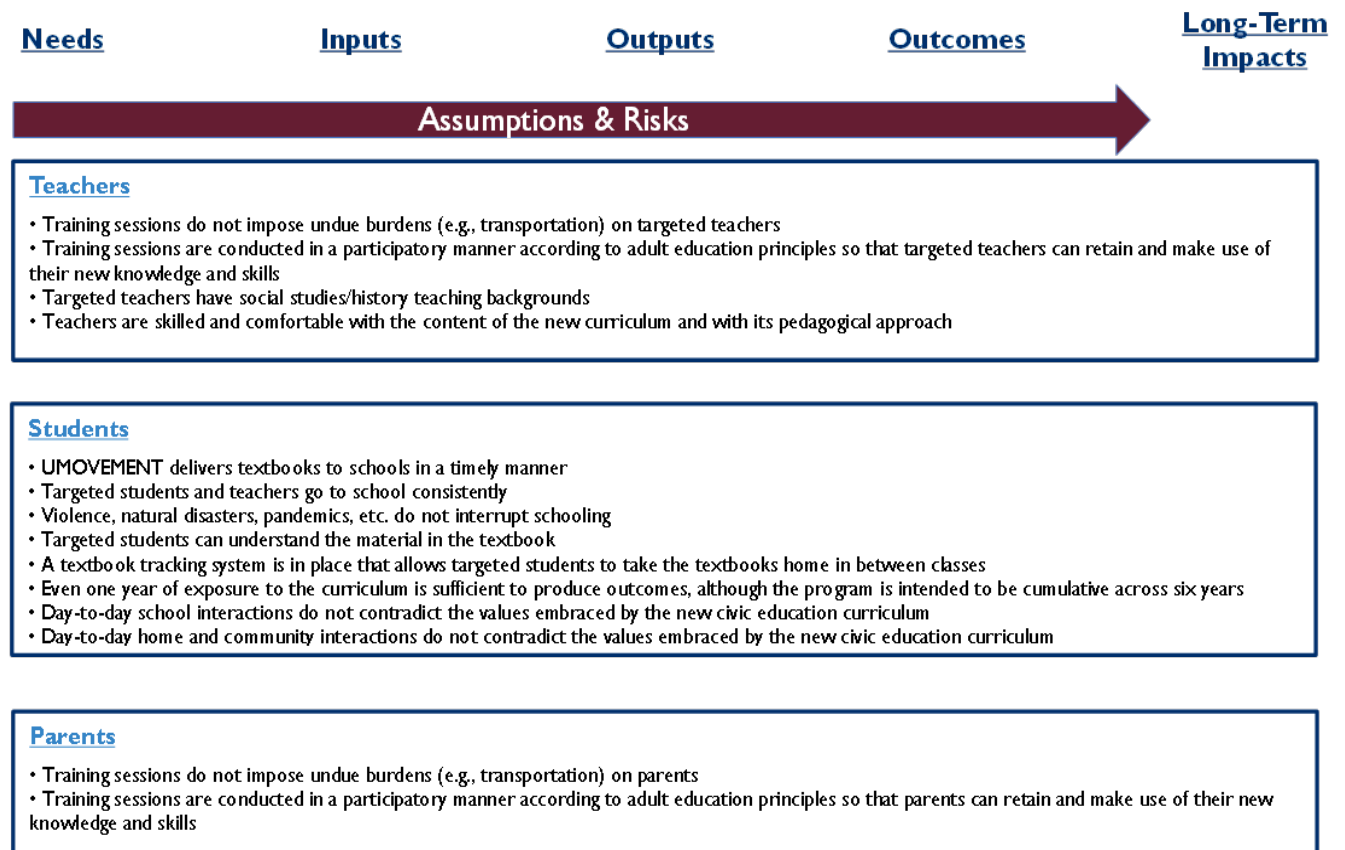 Needs Inputs Outputs Outcomes Long-Term
Impacts
Assumptions & Risks
Teachers
• Training sessions do not impose undue burdens (e.g., transportation) on targeted teachers
• Training sessions are conducted in a participatory manner according to adult education principles so that targeted teachers can retain and make use of
their new knowledge and skills
• Targeted teachers have social studies/history teaching backgrounds
• Teachers are skilled and comfortable with the content of the new curriculum and with its pedagogical approach
Students
• UMOVEMENT delivers textbooks to schools in a timely manner
• Targeted students and teachers go to school consistently
• Violence, natural disasters, pandemics, etc. do not interrupt schooling
• Targeted students can understand the material in the textbook
• A textbook tracking system is in place that allows targeted students to take the textbooks home in between classes
• Even one year of exposure to the curriculum is sufficient to produce outcomes, although the program is intended to be cumulative across six years
• Day-to-day school interactions do not contradict the values embraced by the new civic education curriculum
• Day-to-day home and community interactions do not contradict the values embraced by the new civic education curriculum
Parents
• Training sessions do not impose undue burdens (e.g., transportation) on parents
• Training sessions are conducted in a participatory manner according to adult education principles so that parents can retain and make use of their new
knowledge and skills